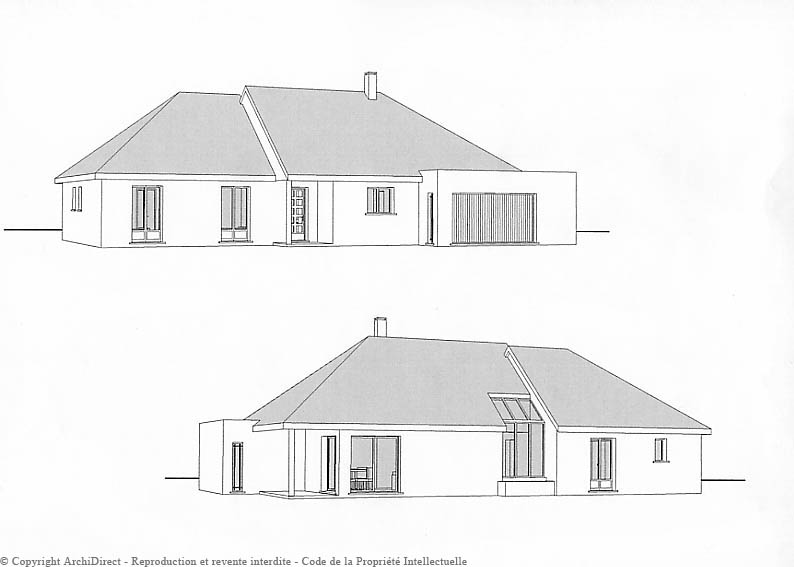 © Copyright ArchiDirect - Reproduction et revente interdite - Code de la Propriété Intellectuelle